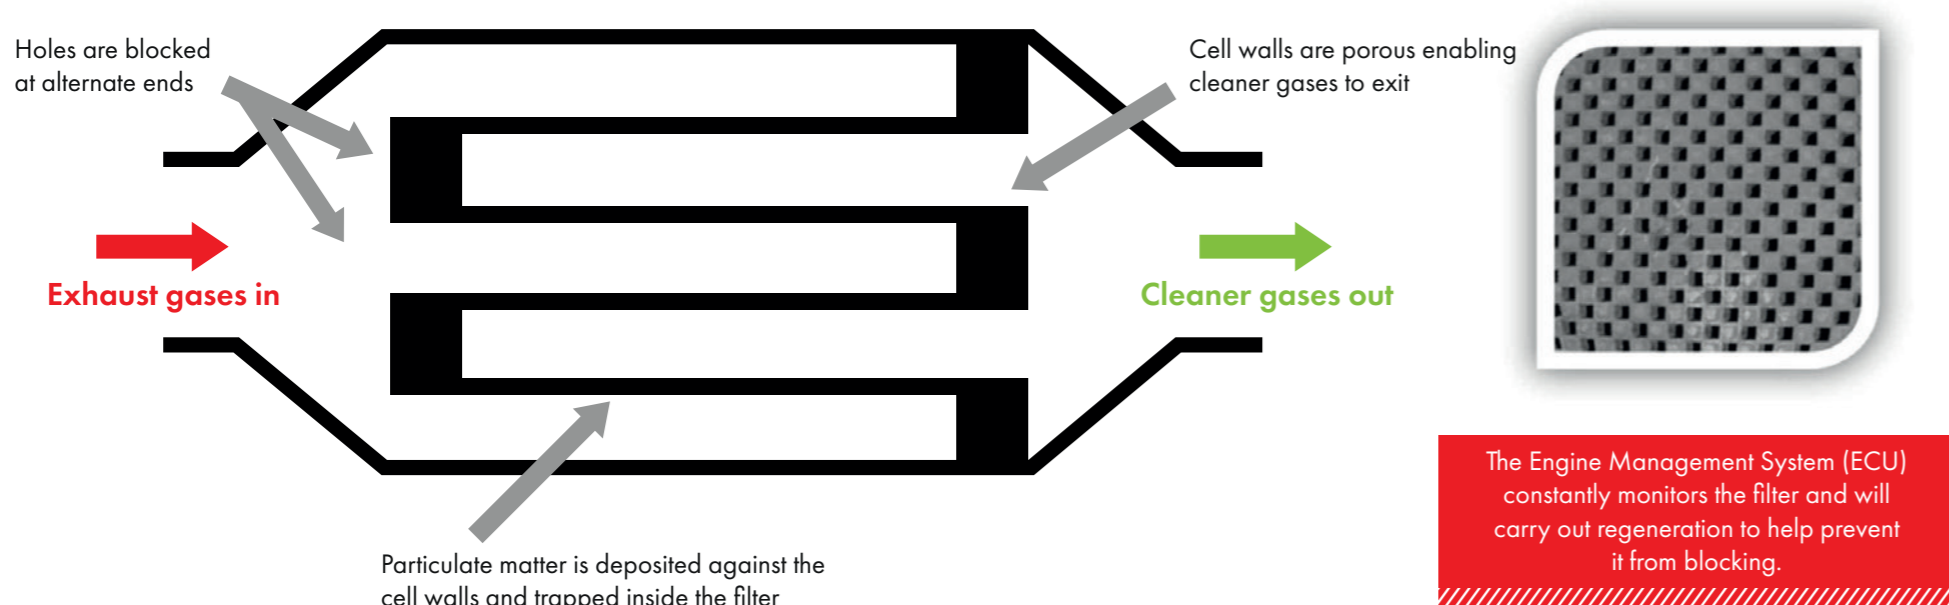 Holes are blocked
at alternate ends
Cell walls are porous enabling
cleaner gases to exit
Exhaust gases in
Cleaner gases out
Particulate matter is deposited against the
cell walls and trapped inside the filter
The Engine Management System (ECU)
constantly monitors the filter and will
carry out regeneration to help prevent
it from blocking.